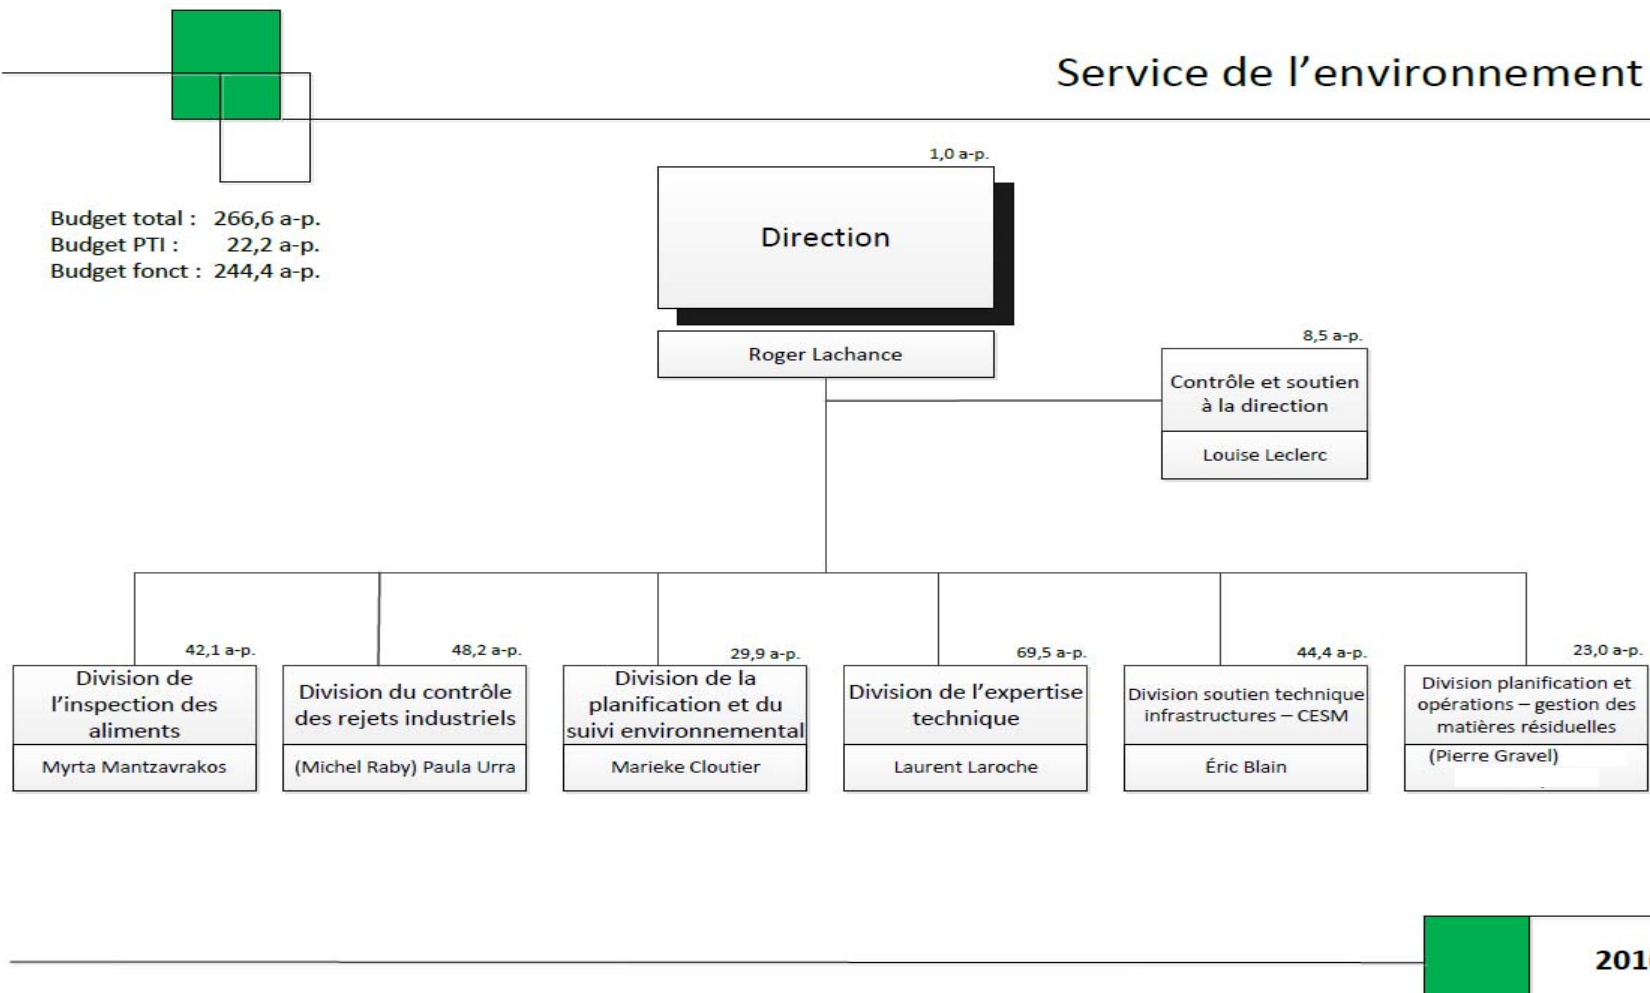 Service de l’environnement
Budget total : 266,6 a-p.
Budget PTI : 22,2 a-p.
Budget fonct : 244,4 a-p.
1,0 a-p.
Direction
Roger Lachance
8,5 a-p.
Contrôle et soutien
à la direction
Louise Leclerc
42,1 a-p.
Division de
l’inspection des
aliments
Myrta Mantzavrakos
48,2 a-p.
Division du contrôle
des rejets industriels
(Michel Raby) Paula Urra
29,9 a-p.
Division de la
planification et du
suivi environnemental
Marieke Cloutier
69,5 a-p.
Division de l’expertise
technique
Laurent Laroche
44,4 a-p.
Division soutien technique
infrastructures – CESM
Éric Blain
23,0 a-p.
Division planification et
opérations – gestion des
matières résiduelles
(Pierre Gravel)